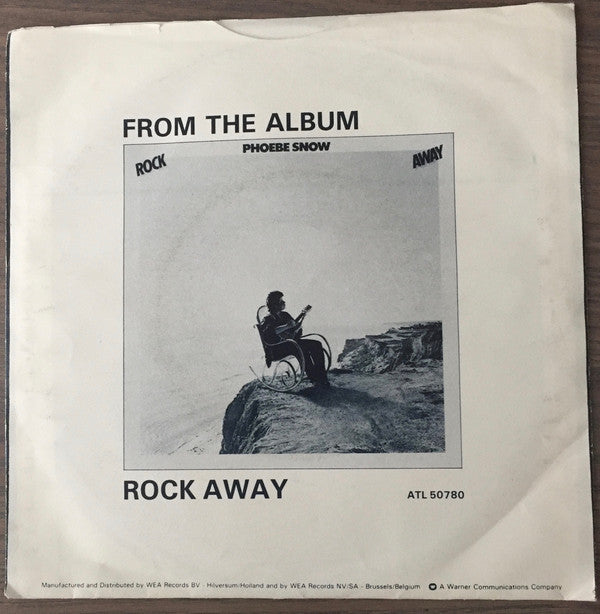 FROM THE ALBUM
PHOEBE SNOW
ROCK AWAY
ROCK AWAY
ATL 50780
Manufactured and Distributed by WEA Records BV - Hilversum/Holland and by WEA Records NV/SA - Brussels/Belgium A Warner Communications Company